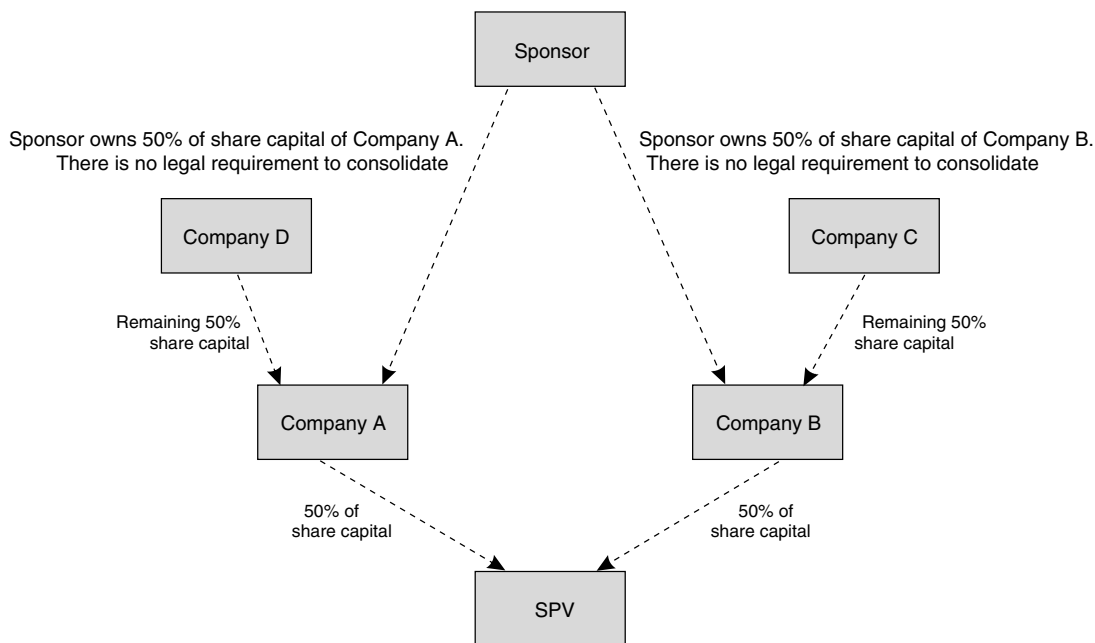 Sponsor
Sponsor owns 50% of share capital of Company A.
There is no legal requirement to consolidate
Sponsor owns 50% of share capital of Company B.
There is no legal requirement to consolidate
Company D
Company C
Remaining 50%
share capital
Remaining 50%
share capital
Company A
Company B
50% of
share capital
50% of
share capital
SPV